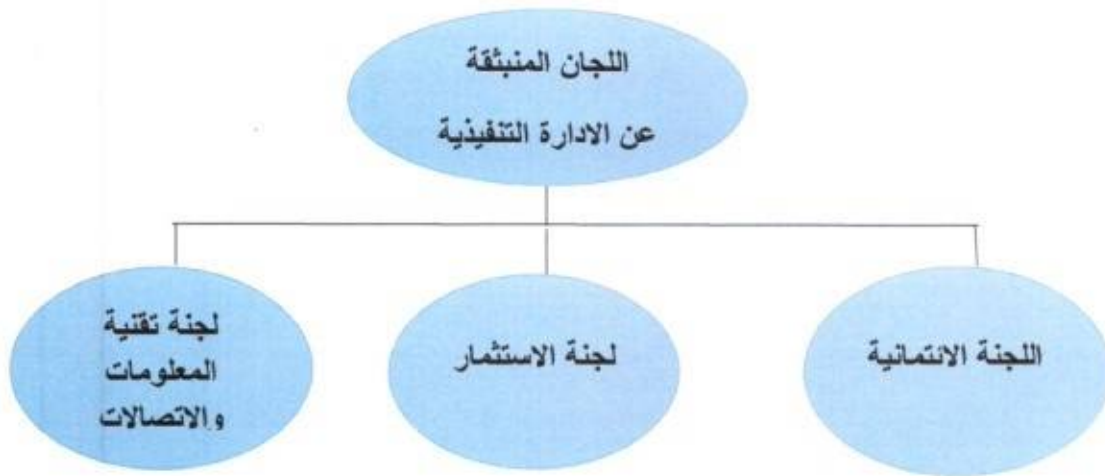 اللجان المنبثقة
عن الادارة التنفيذية
اللجنة الائتمانية
لجنة الاستثمار
لجنة تقنية
المعلومات
والاتصالات